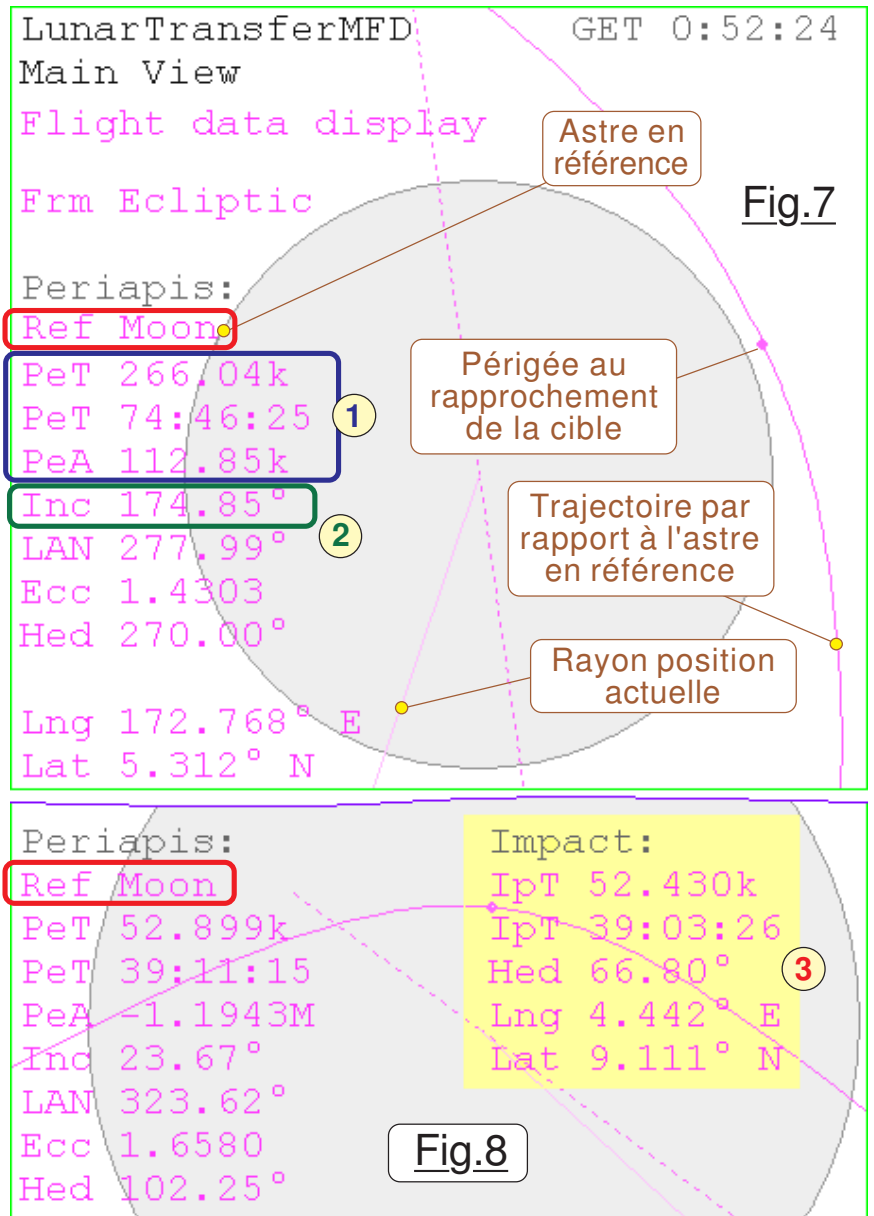 LunarTransferMFD GET 0:52:24
Main View
Flight data display
Astre en
référence
Frm Ecliptic
Fig.7
Periapis:
Ref Moon
PeT 266.04k
PeT 74:46:25
1
PeA 112.85k
Périgée au
rapprochement
de la cible
Inc 174.85°
2
LAN 277.99°
Ecc 1.4303
Hed 270.00°
Trajectoire par
rapport à l'astre
en référence
Rayon position
actuelle
Lng 172.768° E
Lat 5.312° N
Periapis:
Ref Moon
PeT 52.899k
PeT 39:11:15
PeA -1.1943M
Inc 23.67°
LAN 323.62°
Ecc 1.6580
Hed 102.25°
Impact:
IpT 52.430k
IpT 39:03:26
Hed 66.80°
3
Lng 4.442° E
Lat 9.111° N
Fig.8